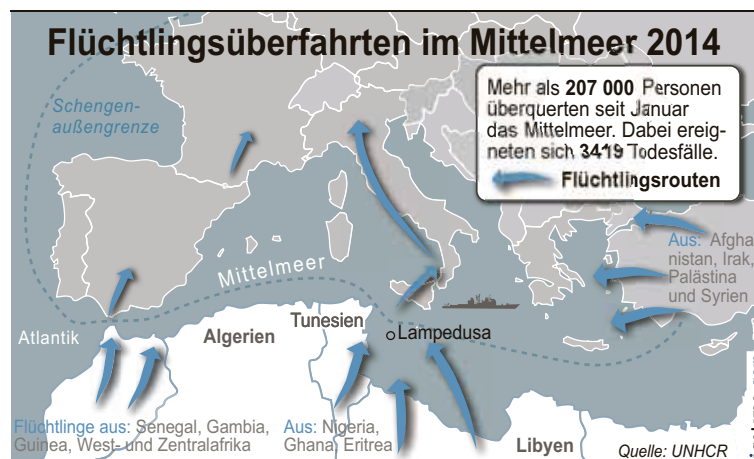 Flüchtlingsüberfahrten im Mittelmeer 2014
Mehr als 207 000 Personen
überquerten seit Januar
das Mittelmeer. Dabei ereig-
neten sich 3419 Todesfälle.
Flüchtlingsrouten
Schengen-
außengrenze
Aus: Afgha
nistan, Irak,
Palästina
und Syrien
Mittelmeer
Atlantik
Algerien
Tunesien
Lampedusa
Flüchtlinge aus: Senegal, Gambia,
Guinea, West- und Zentralafrika
Aus: Nigeria,
Ghana, Eritrea
Libyen
Quelle: UNHCR